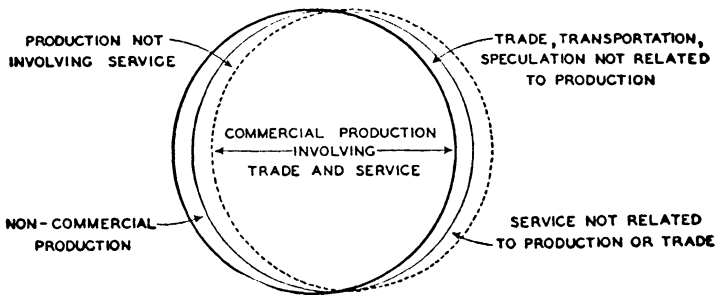 PRODUCTION NOT
INVOLVING SERVICE
TRADE, TRANSPORTATION,
SPECULATION NOT RELATED
TO PRODUCTION
COMMERCIAL PRODUCTION
INVOLVING
TRADE AND SERVICE
NON-COMMERCIAL
PRODUCTION
SERVICE NOT RELATED
TO PRODUCTION OR TRADE